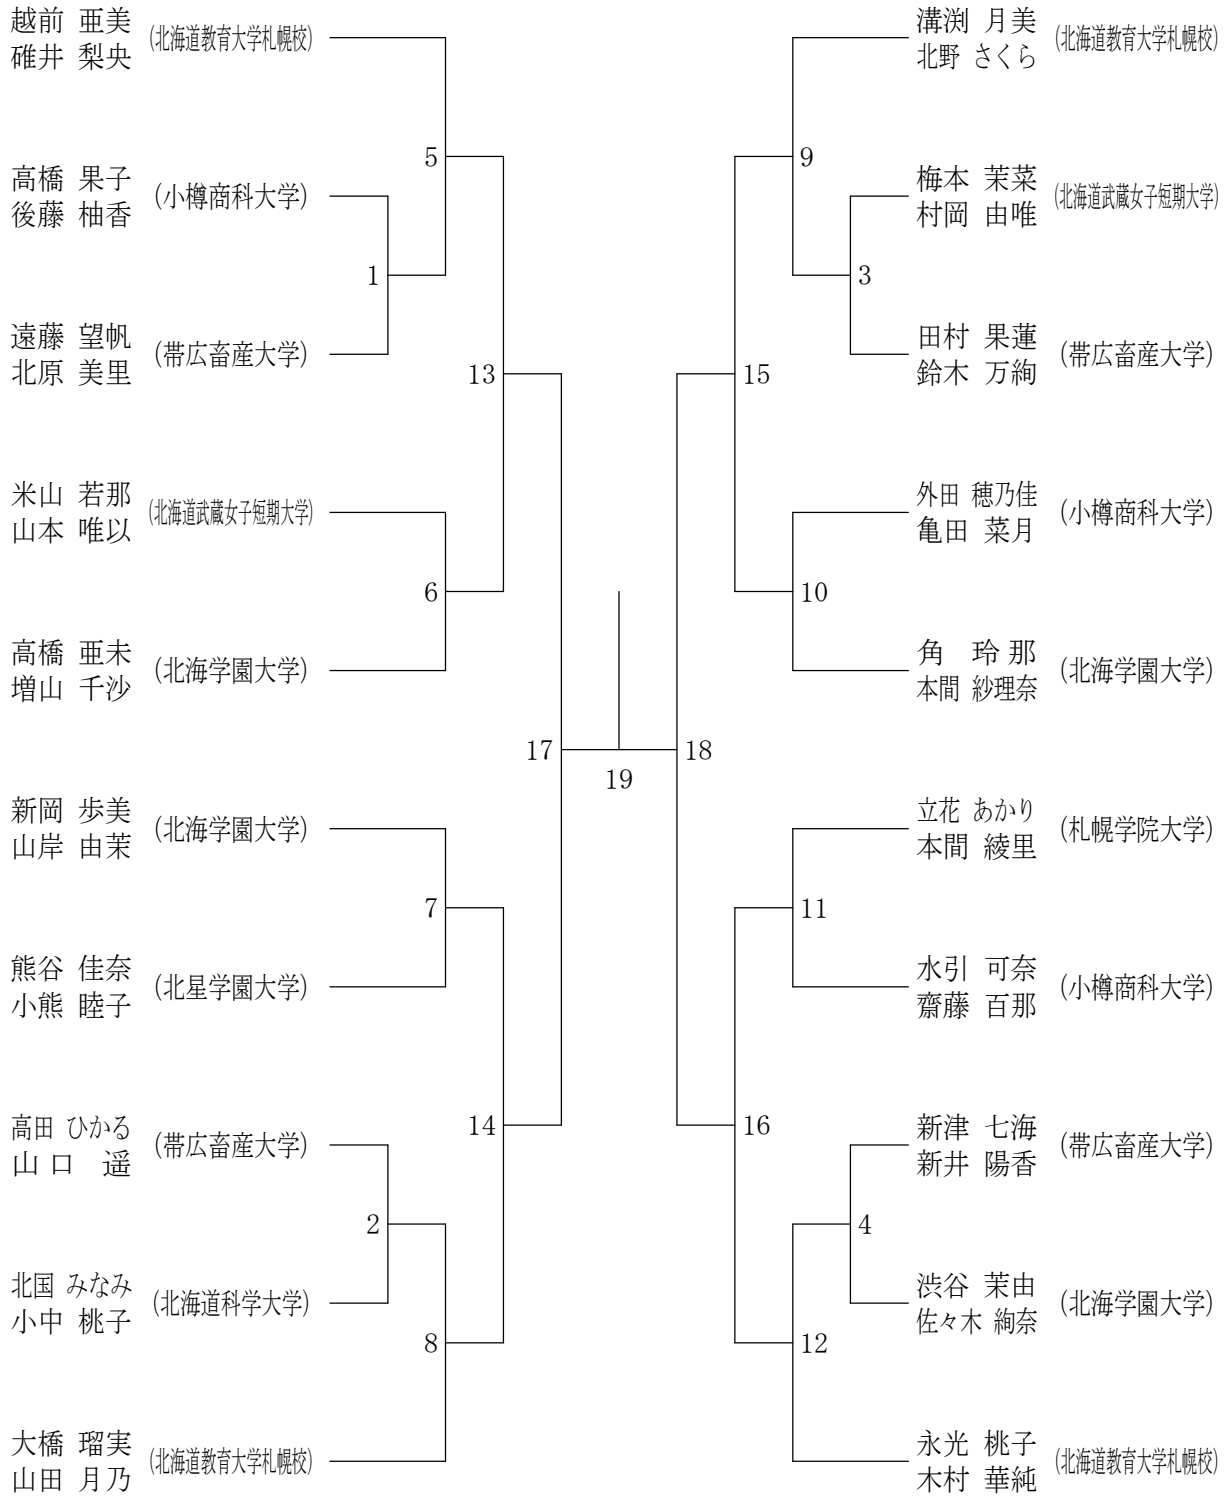 越前 亜美
碓井 梨央
(北海道教育大学札幌校)
高橋 果子
後藤 柚香
(小樽商科大学)
遠藤 望帆
北原 美里
(帯広畜産大学)
米山 若那
山本 唯以
(北海道武蔵女子短期大学)
高橋 亜未
増山 千沙
(北海学園大学)
新岡 歩美
山岸 由茉
(北海学園大学)
熊谷 佳奈
小熊 睦子
(北星学園大学)
高田 ひかる
山口 遥
(帯広畜産大学)
北国 みなみ
小中 桃子
(北海道科学大学)
大橋 瑠実
山田 月乃
(北海道教育大学札幌校)
5
1
13
6
17
7
14
2
8
19
9
3
15
10
18
11
16
4
12
溝渕 月美
北野 さくら
(北海道教育大学札幌校)
梅本 茉菜
村岡 由唯
(北海道武蔵女子短期大学)
田村 果蓮
鈴木 万絢
(帯広畜産大学)
外田 穂乃佳
亀田 菜月
(小樽商科大学)
角 玲那
本間 紗理奈
(北海学園大学)
立花 あかり
本間 綾里
(札幌学院大学)
水引 可奈
齋藤 百那
(小樽商科大学)
新津 七海
新井 陽香
(帯広畜産大学)
渋谷 茉由
佐々木 絢奈
(北海学園大学)
永光 桃子
木村 華純
(北海道教育大学札幌校)